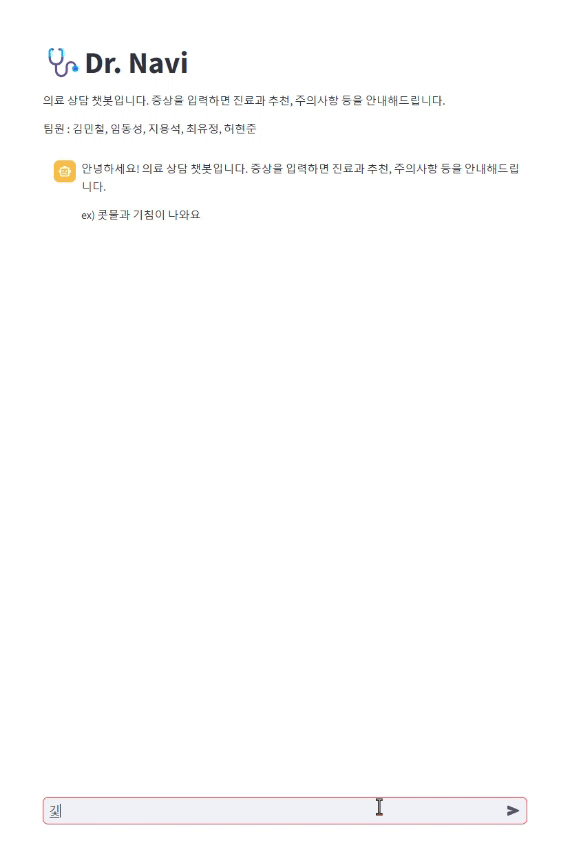 Dr. Navi
의료 상담 챗봇입니다. 증상을 입력하면 진료과 추천, 주의사항 등을 안내해드립니다.
팀원 : 김민철, 임동성, 지용석, 최유정, 허현준
안녕하세요! 의료 상담 챗봇입니다. 증상을 입력하면 진료과 추천, 주의사항 등을 안내해드립
니다.
ex) 콧물과 기침이 나와요